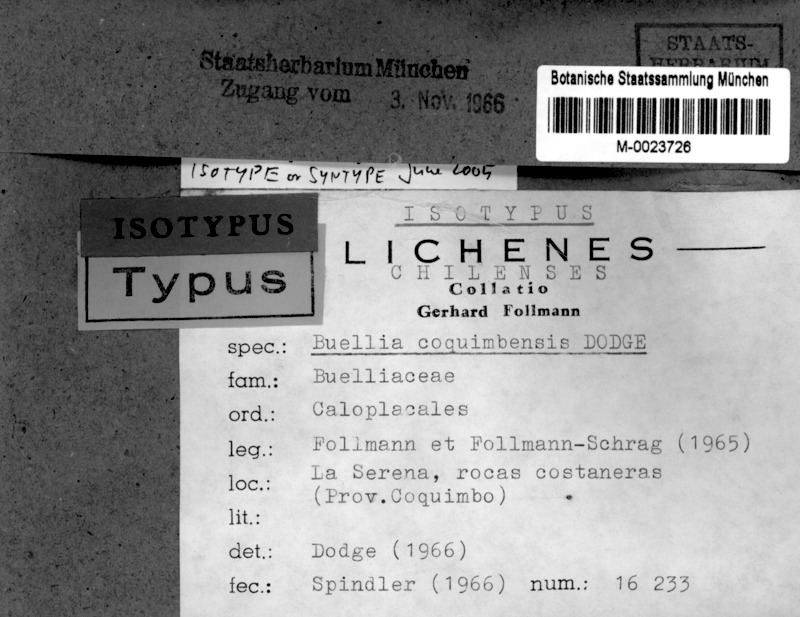 Staatsherbarium München
Zugang vom 3. Nov. 1966
STAATS-
HERBARIUM
Botanische Staatssammlung München
M-0023726
ISOTYPE or SYNTYPE June 2005
ISOTYPUS
Typus
ISOTYPUS
LICHENES
CHILENSES
Collatio
Gerhard Follmann
spec.: Buellia coquimbensis DODGE
fam.: Buelliaceae
ord.: Caloplacales
leg.: Follmann et Follmann-Schrag (1965)
loc.: La Serena, rocas costaneras
(Prov.Coquimbo)
lit.:
det.: Dodge (1966)
fec.: Spindler (1966) num.: 16 233